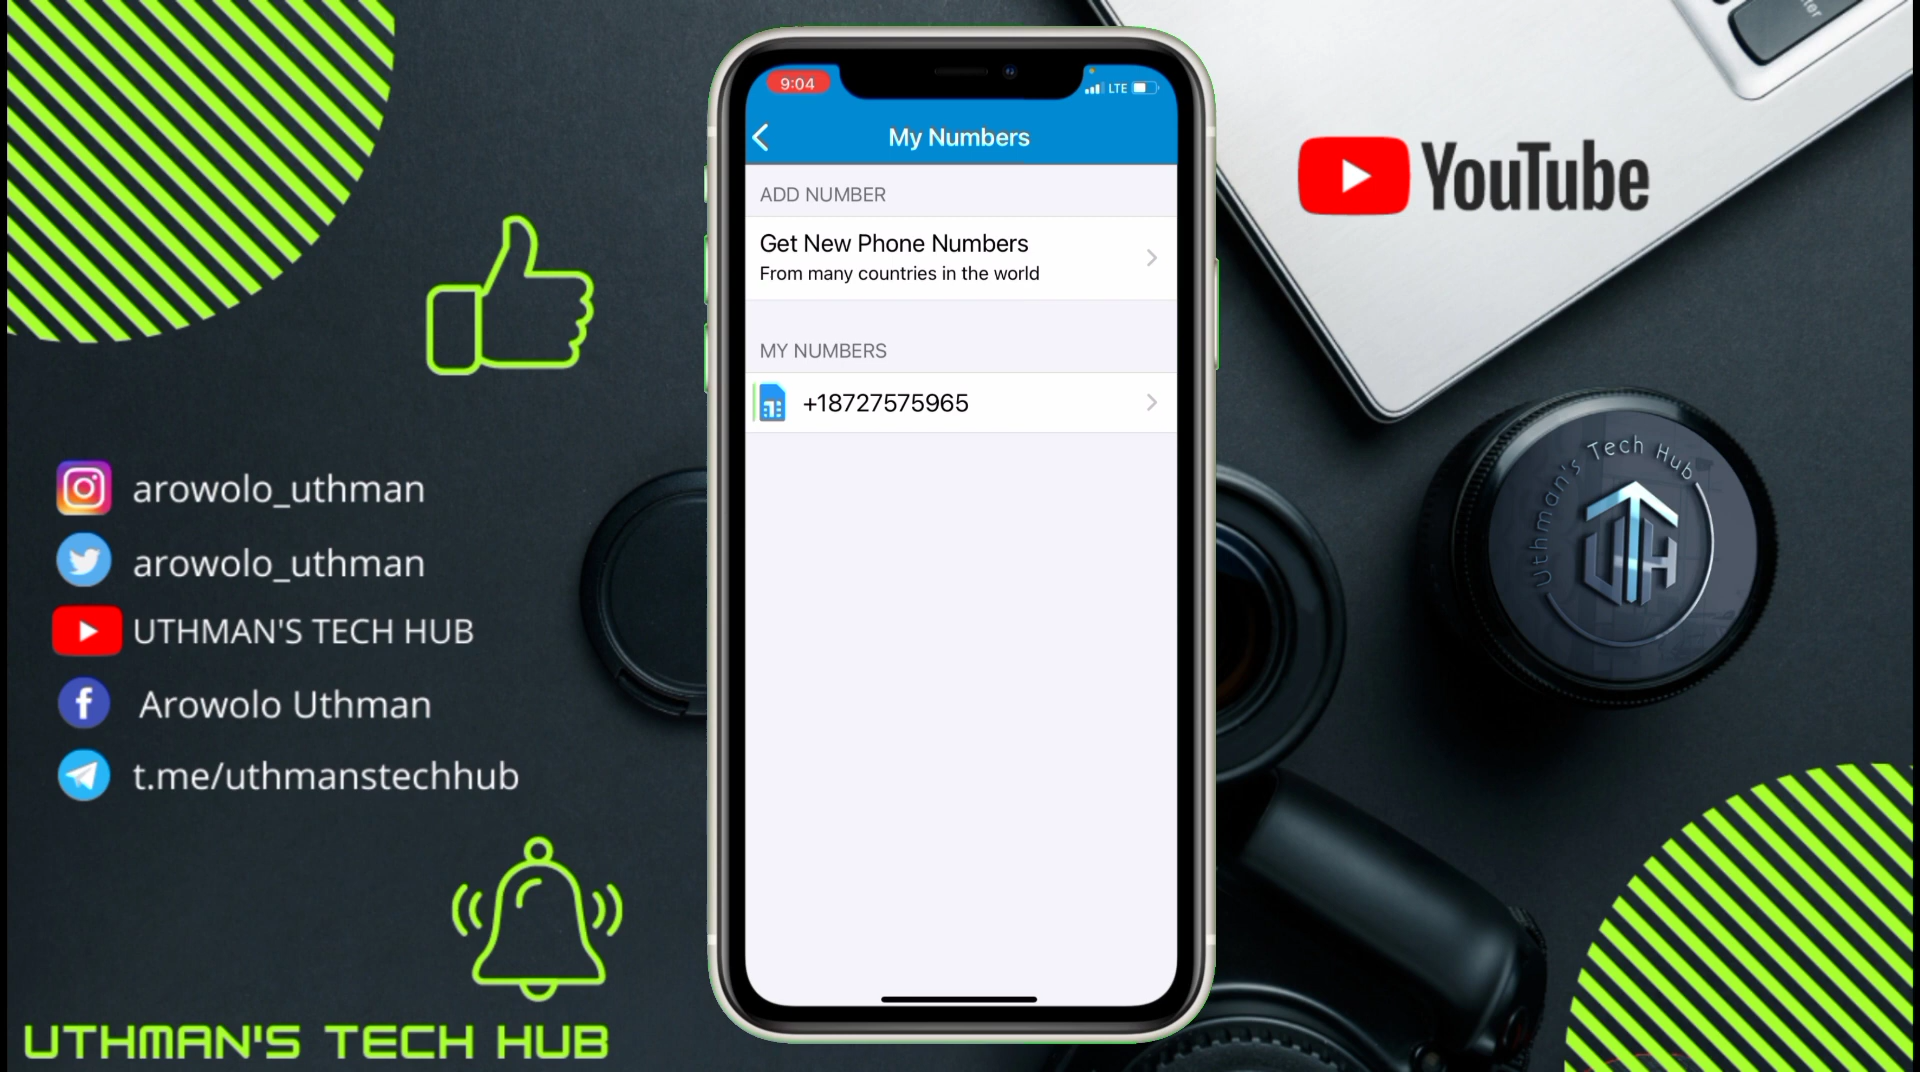 9:04
LTE
My Numbers
ADD NUMBER
Get New Phone Numbers
From many countries in the world
MY NUMBERS
+18727575965
YouTube
arowolo_uthman
arowolo_uthman
UTHMAN'S TECH HUB
Arowolo Uthman
t.me/uthmanstechhub
UTHMAN'S TECH HUB
Uthman's Tech Hub
UTH